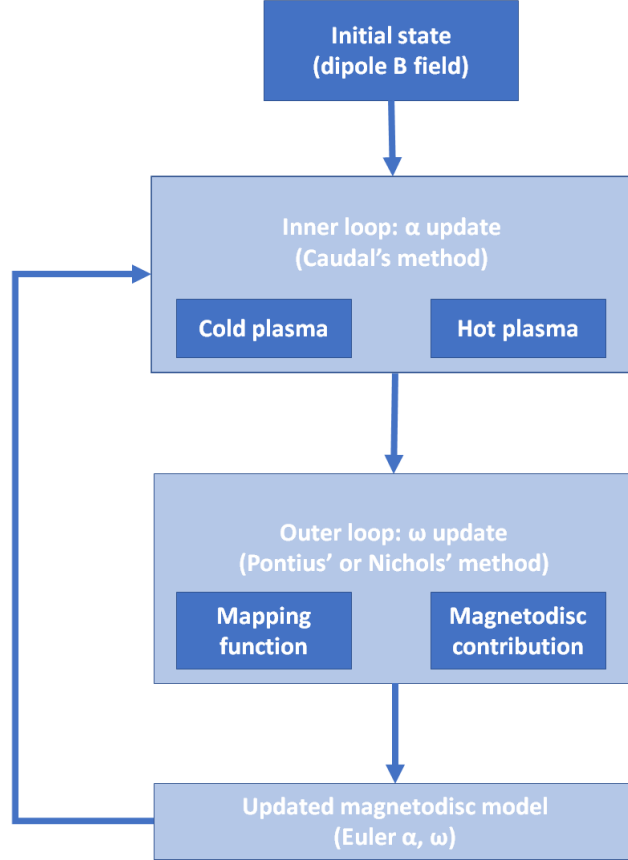 Initial state
(dipole B field)
Inner loop: α update
(Caudal’s method)
Cold plasma
Hot plasma
Outer loop: ω update
(Pontius’ or Nichols’ method)
Mapping
function
Magnetodisc
contribution
Updated magnetodisc model
(Euler α, ω)